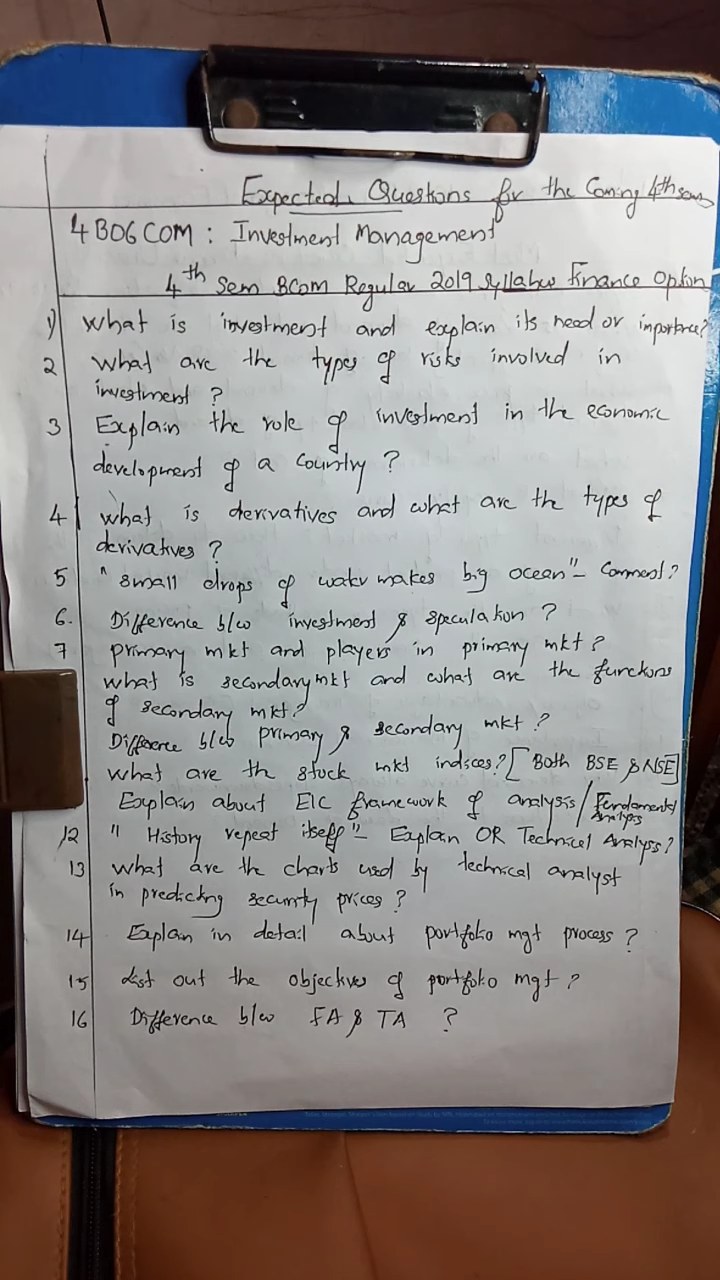 Expected Questions for the Coming 4th sem
4 BO6 COM : Investment Management
4th Sem BCom Regular 2019 syllabus Finance Option
1) What is investment and explain its need or importance?
2 What are the types of risks involved in
investment ?
3 Explain the role of investment in the economic
development of a Country ?
4 what is derivatives and what are the types of
derivatives ?
5 " small drops of water makes big ocean" - Comment?
6. Difference b/w investment & speculation ?
7 primary mkt and players in primary mkt ?
what is secondary mkt and what are the functions
of secondary mkt?
Difference b/w primary & secondary mkt ?
What are the stock mkt indices? [Both BSE & NSE]
Explain about EIC framework of analysis / Fundamental Analysis
12 " History repeat itself" - Explain OR Technical Analysis?
13 what are the charts used by technical analyst
in predicting security prices ?
14 Explain in detail about portfolio mgt process ?
15 List out the objectives of portfolio mgt ?
16 Difference b/w FA & TA ?